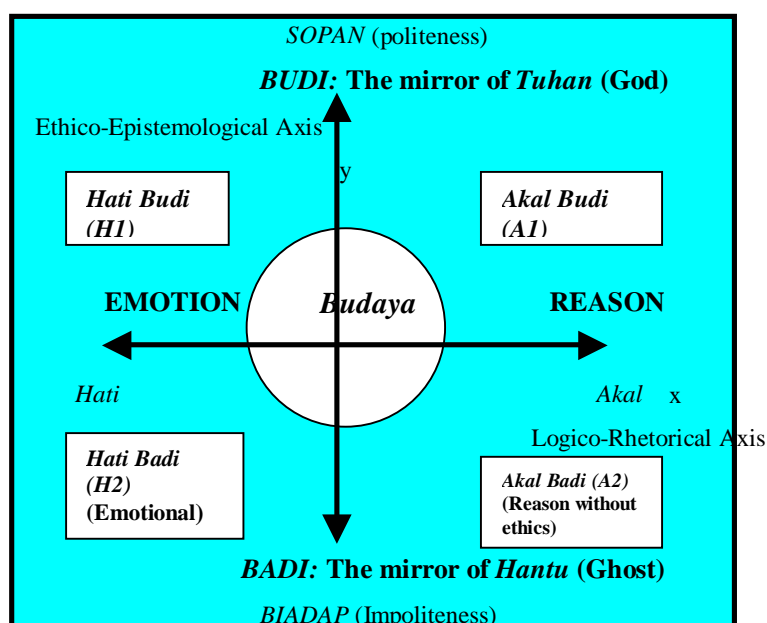 SOPAN (politeness)
BUDI: The mirror of Tuhan (God)
Ethico-Epistemological Axis
y
Hati Budi
(H1)
Akal Budi
(A1)
EMOTION
Budaya
REASON
Hati
Akal x
Logico-Rhetorical Axis
Hati Badi
(H2)
(Emotional)
Akal Badi (A2)
(Reason without
ethics)
BADI: The mirror of Hantu (Ghost)
BIADAP (Impoliteness)